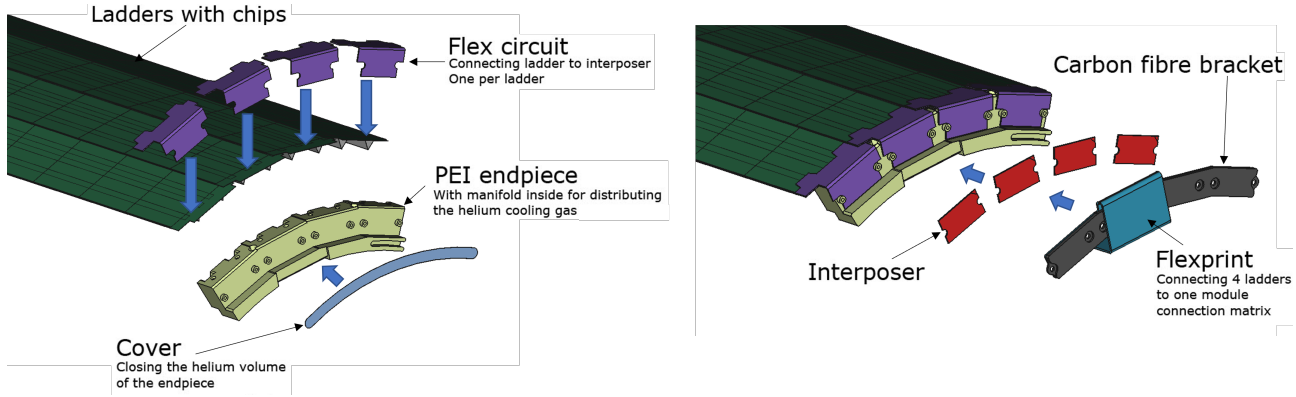 Ladders with chips
Flex circuit
Connecting ladder to interposer
One per ladder
PEI endpiece
With manifold inside for distributing
the helium cooling gas
Cover
Closing the helium volume
of the endpiece
Carbon fibre bracket
Interposer
Flexprint
Connecting 4 ladders
to one module
connection matrix